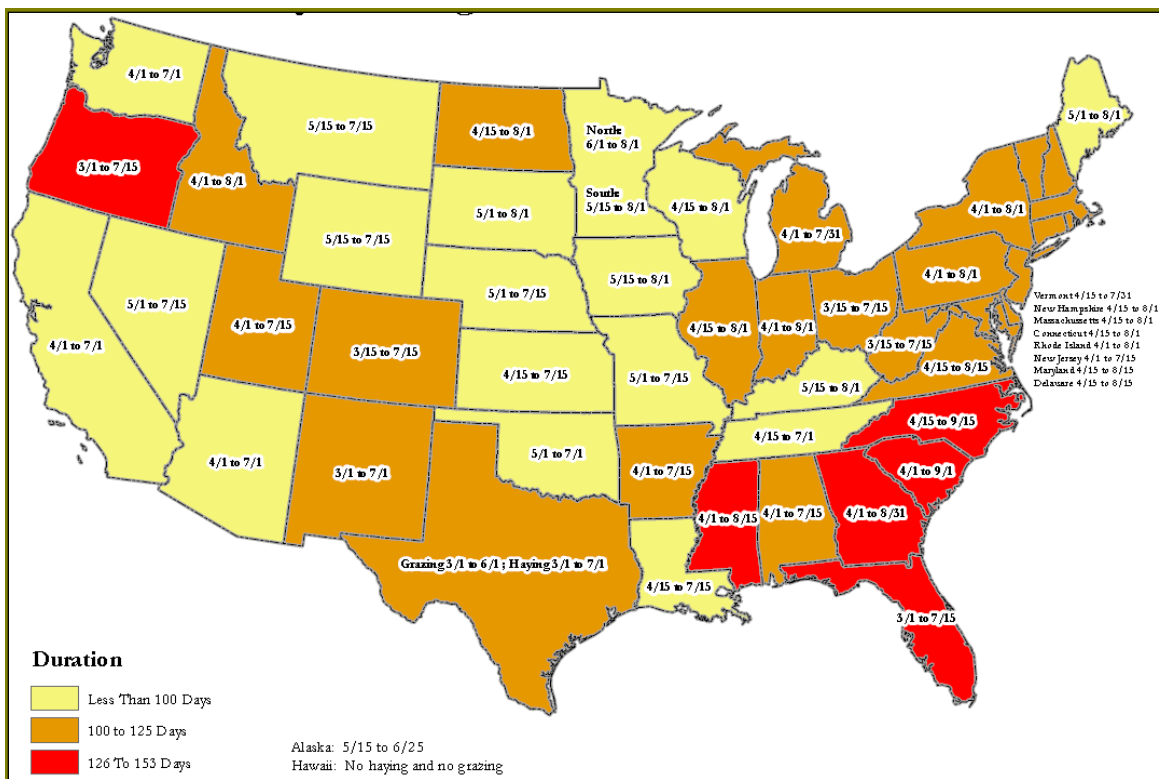 4/1 to 7/1
5/15 to 7/15
4/15 to 8/1
North:
6/1 to 8/1
5/1 to 8/1
3/1 to 7/15
4/1 to 8/1
South:
5/15 to 8/1
4/15 to 8/1
5/1 to 8/1
4/1 to 8/1
5/15 to 7/15
4/1 to 7/31
4/1 to 8/1
5/1 to 7/15
5/1 to 7/15
5/15 to 8/1
3/15 to 7/15
4/1 to 7/1
4/1 to 7/15
3/15 to 7/15
4/15 to 8/1
4/1 to 8/1
3/15 to 7/15
4/15 to 7/15
5/1 to 7/15
4/15 to 8/15
5/15 to 8/1
Vermont 4/15 to 7/31
New Hampshire 4/15 to 8/1
Massachusetts 4/15 to 8/1
Connecticut 4/15 to 8/1
Rhode Island 4/1 to 8/1
New Jersey 4/1 to 7/15
Maryland 4/15 to 8/15
Delaware 4/15 to 8/15
4/1 to 7/1
3/1 to 7/1
5/1 to 7/1
4/1 to 7/15
4/15 to 7/1
4/15 to 9/15
4/1 to 9/1
4/1 to 8/15
4/1 to 7/15
4/1 to 8/31
Grazing 3/1 to 6/1 ; Haying 3/1 to 7/1
4/15 to 7/15
3/1 to 7/15
Duration
Less Than 100 Days
100 to 125 Days
126 To 153 Days
Alaska: 5/15 to 6/25
Hawaii: No haying and no grazing